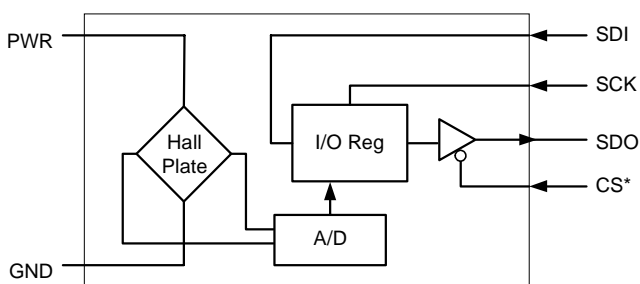 PWR
SDI
SCK
Hall
Plate
I/O Reg
SDO
CS*
A/D
GND